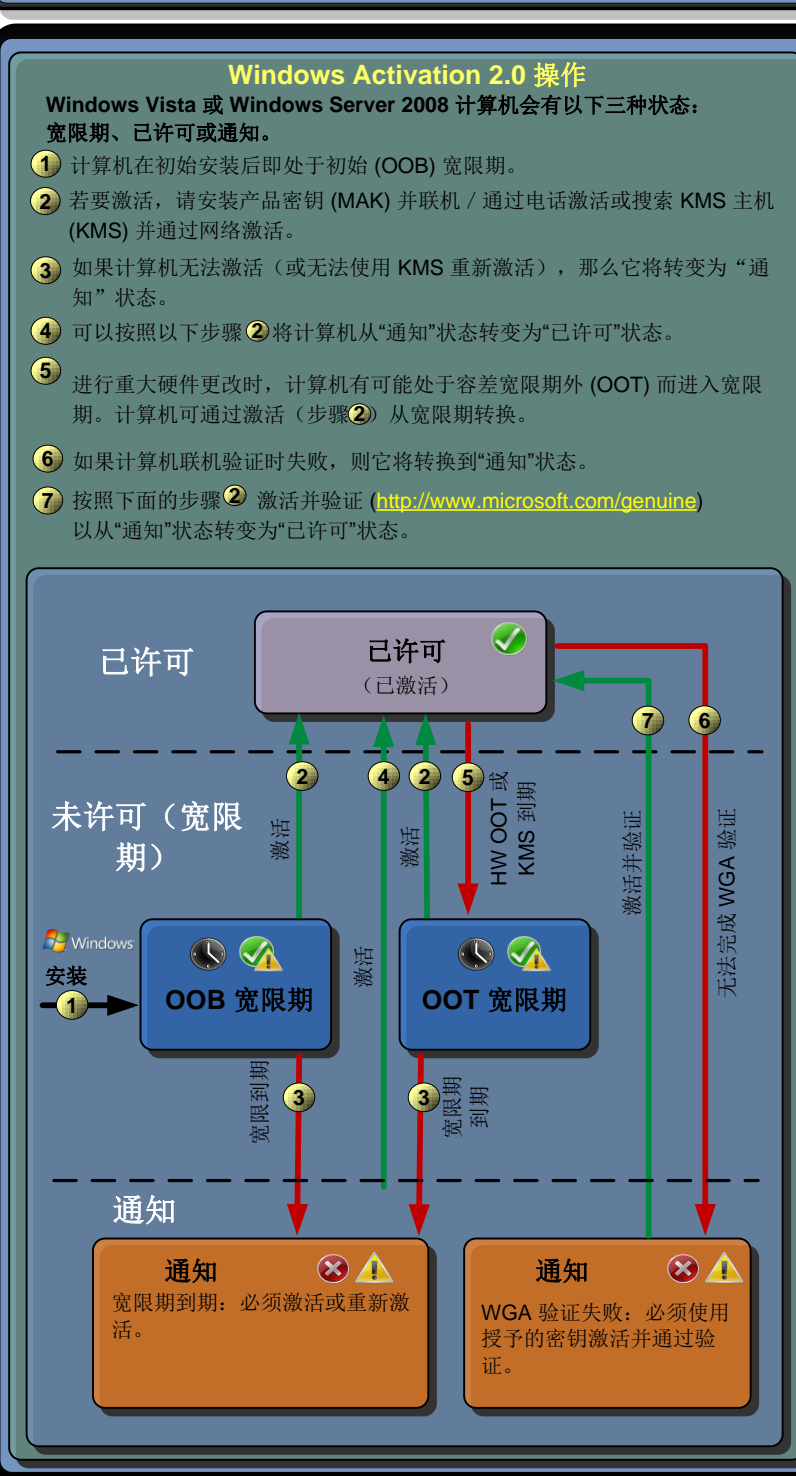 Windows Activation 2.0 操作
Windows Vista 或 Windows Server 2008 计算机会有以下三种状态：
宽限期、已许可或通知。
1 计算机在初始安装后即处于初始 (OOB) 宽限期。
2 若要激活，请安装产品密钥 (MAK) 并联机 / 通过电话激活或搜索 KMS 主机
(KMS) 并通过网络激活。
3 如果计算机无法激活（或无法使用 KMS 重新激活），那么它将转变为“通
知”状态。
4 可以按照以下步骤 2 将计算机从“通知”状态转变为“已许可”状态。
5 进行重大硬件更改时，计算机有可能处于容差宽限期外 (OOT) 而进入宽限
期。计算机可通过激活（步骤 2）从宽限期转换。
6 如果计算机联机验证时失败，则它将转换到“通知”状态。
7 按照下面的步骤 2 激活并验证 (http://www.microsoft.com/genuine)
以从“通知”状态转变为“已许可”状态。
已许可
已许可
（已激活）
7
6
2
4
2
5
未许可（宽限
期）
激活
激活
HW OOT 或
KMS 到期
激活并验证
无法完成 WGA 验证
Windows
安装
1
OOB 宽限期
激活
OOT 宽限期
宽限到期
3
3
宽限期
到期
通知
通知
宽限期到期：必须激活或重新激
活。
通知
WGA 验证失败：必须使用
授予的密钥激活并通过验
证。